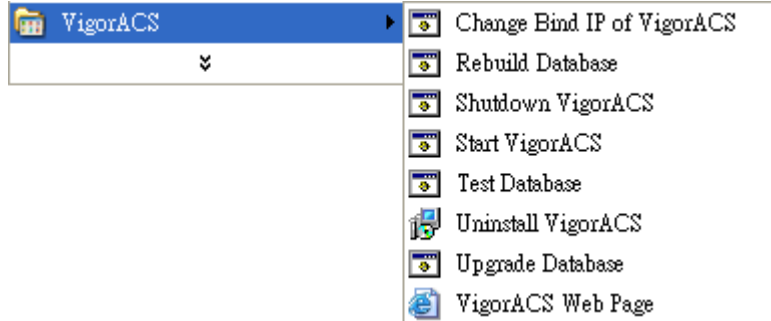 VigorACS
Change Bind IP of VigorACS
Rebuild Database
Shutdown VigorACS
Start VigorACS
Test Database
Uninstall VigorACS
Upgrade Database
VigorACS Web Page